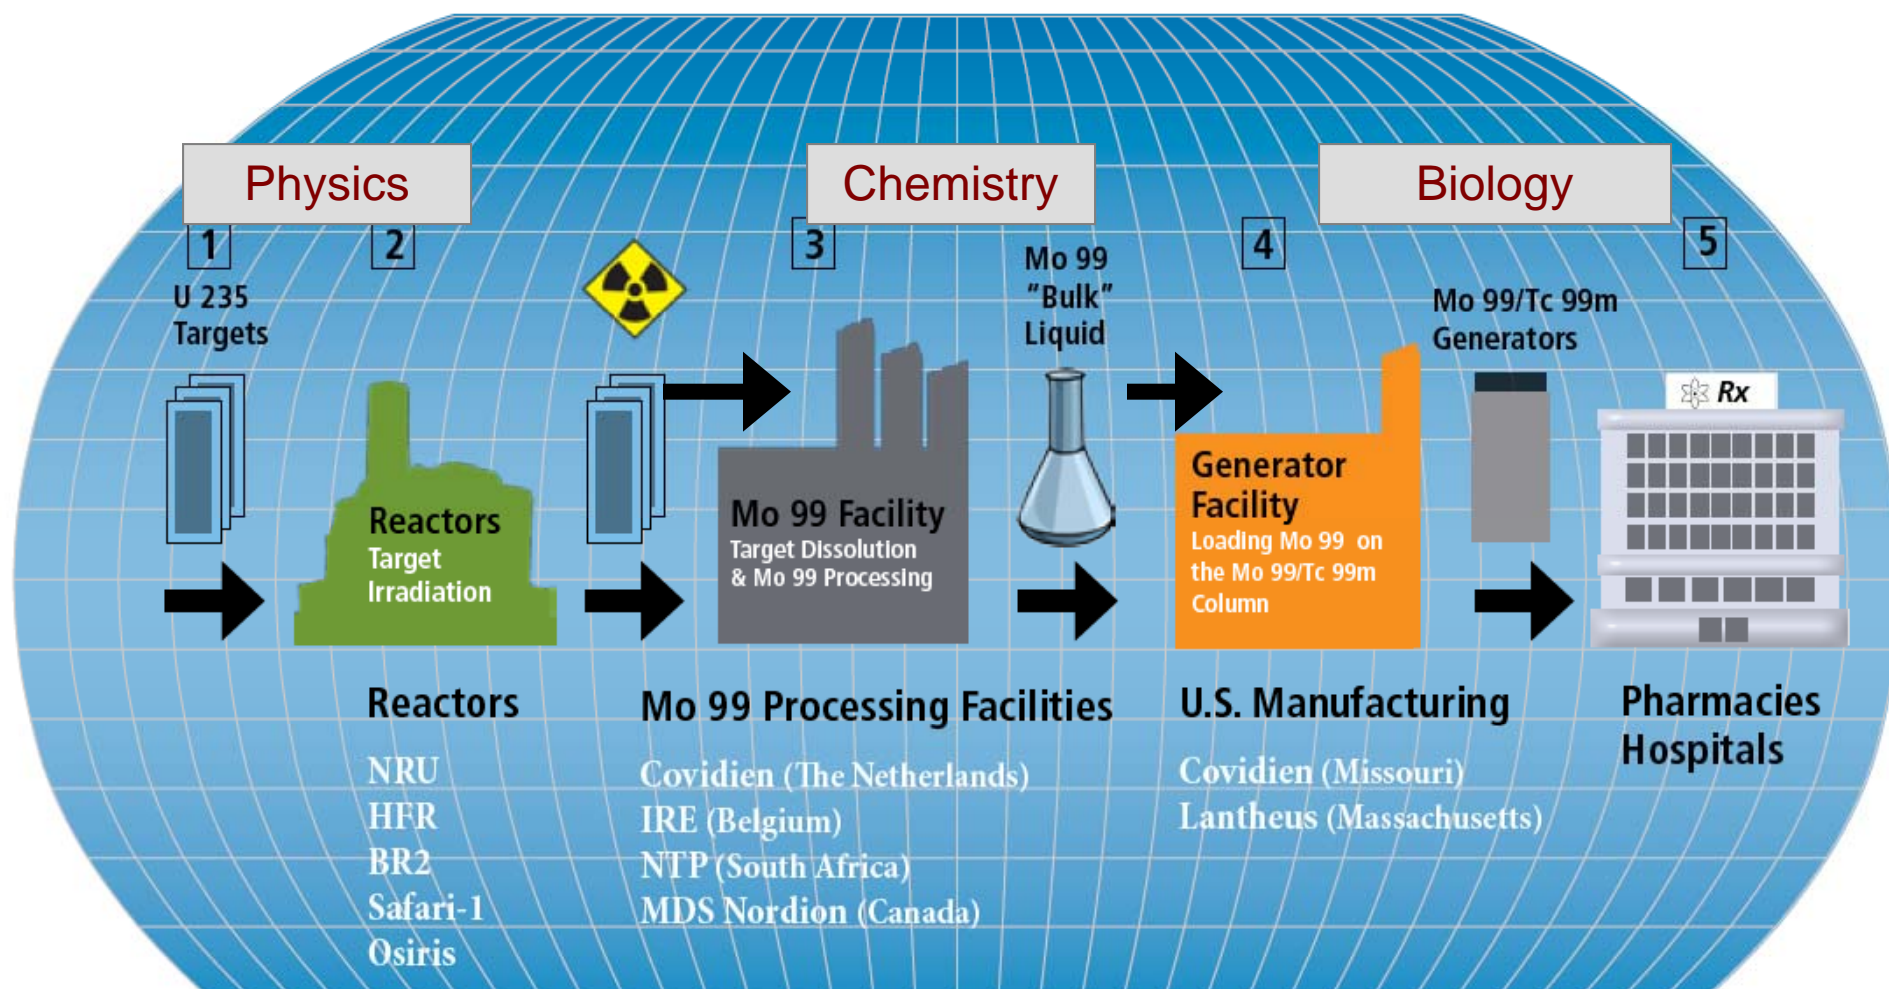 Physics
Chemistry
Biology
1
2
3
4
5
U 235
Targets
Mo 99
"Bulk"
Liquid
Mo 99/Tc 99m
Generators
Rx
Reactors
Target
Irradiation
Mo 99 Facility
Target Dissolution
& Mo 99 Processing
Generator
Facility
Loading Mo 99 on
the Mo 99/Tc 99m
Column
Reactors
NRU
HFR
BR2
Safari-1
Osiris
Mo 99 Processing Facilities
Covidien (The Netherlands)
IRE (Belgium)
NTP (South Africa)
MDS Nordion (Canada)
U.S. Manufacturing
Covidien (Missouri)
Lantheus (Massachusetts)
Pharmacies
Hospitals